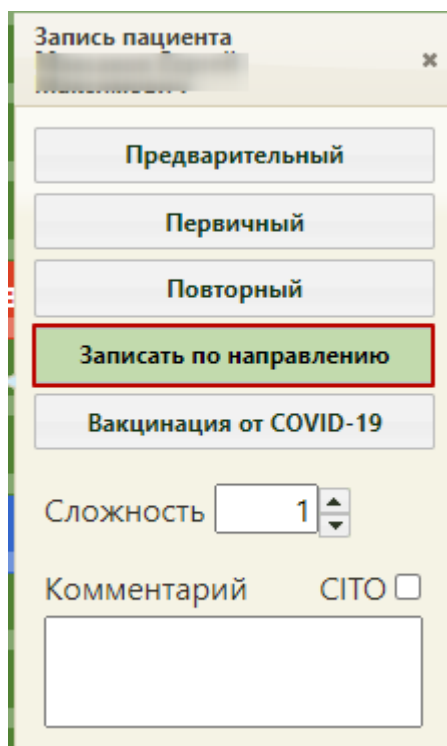 Запись пациента
Предварительный
Первичный
Повторный
Записать по направлению
Вакцинация от COVID-19
Сложность 1
Комментарий CITO